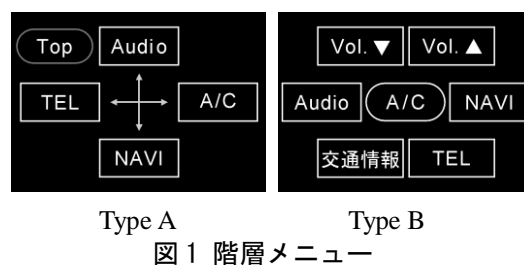 Top Audio
TEL A/C
NAVI
Vol.▼ Vol.▲
Audio A/C NAVI
交通情報 TEL
Type A Type B
図1 階層メニュー